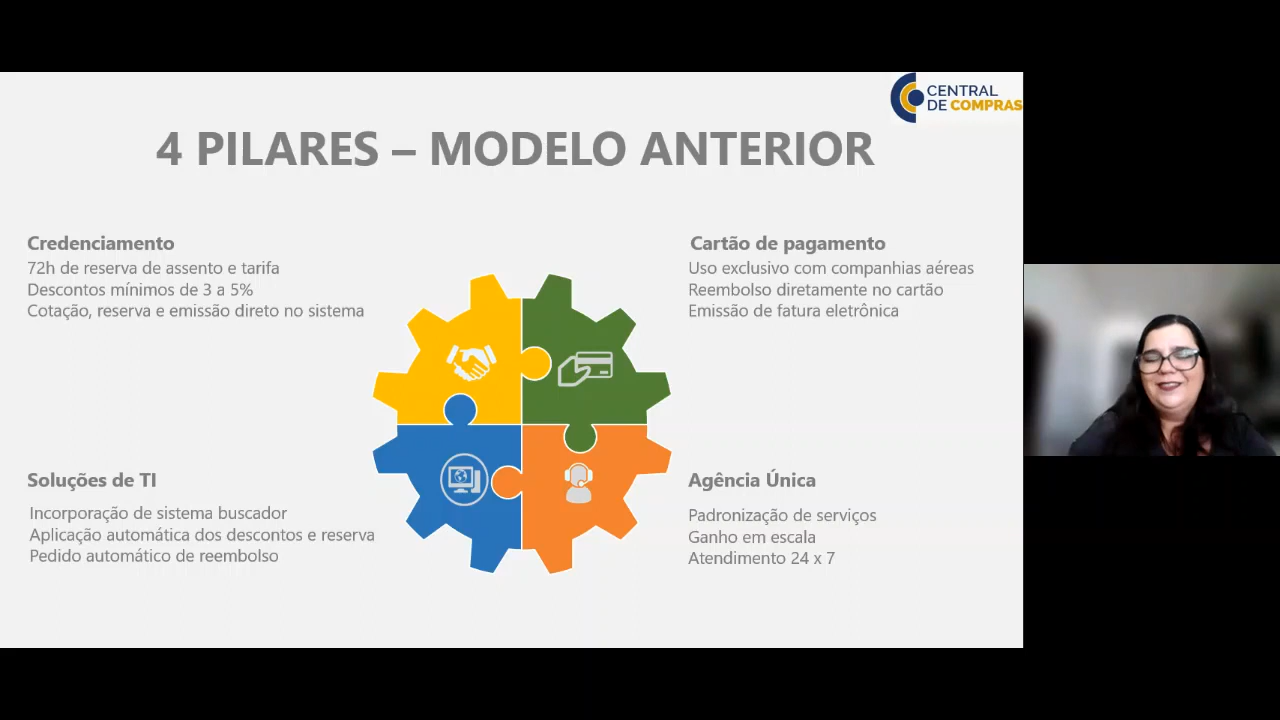 CENTRAL
DE COMPRAS
4 PILARES – MODELO ANTERIOR
Credenciamento
72h de reserva de assento e tarifa
Descontos mínimos de 3 a 5%
Cotação, reserva e emissão direto no sistema
Cartão de pagamento
Uso exclusivo com companhias aéreas
Reembolso diretamente no cartão
Emissão de fatura eletrônica
Soluções de TI
Incorporação de sistema buscador
Aplicação automática dos descontos e reserva
Pedido automático de reembolso
Agência Única
Padronização de serviços
Ganho em escala
Atendimento 24 x 7